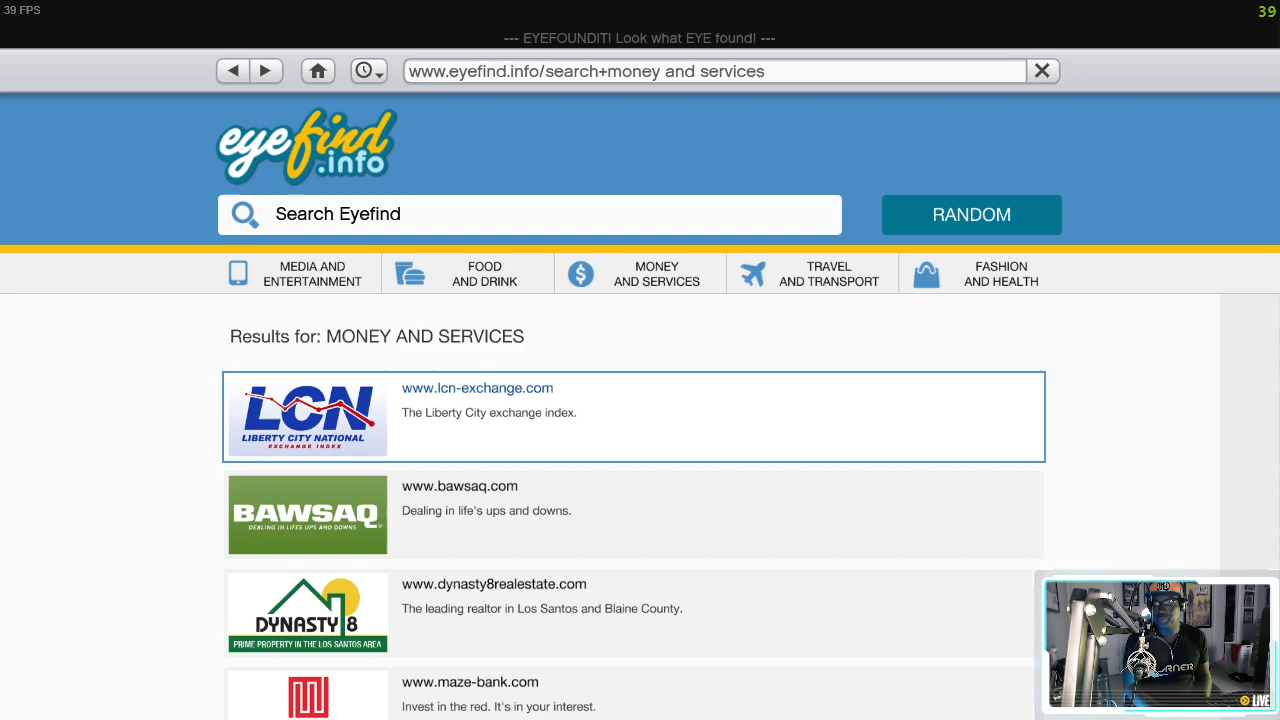 39 FPS
39
--- EYEFOUNDIT! Look what EYE found! ---
www.eyefind.info/search+money and services
eyefind
.info
Search Eyefind
RANDOM
MEDIA AND
ENTERTAINMENT
FOOD
AND DRINK
MONEY
AND SERVICES
TRAVEL
AND TRANSPORT
FASHION
AND HEALTH
Results for: MONEY AND SERVICES
LCN
LIBERTY CITY NATIONAL
EXCHANGE INDEX
www.lcn-exchange.com
The Liberty City exchange index.
BAWSAQ
DEALING IN LIFES UPS AND DOWNS
www.bawsaq.com
Dealing in life's ups and downs.
DYNASTY 8
PRIME PROPERTY IN THE LOS SANTOS AREA
www.dynasty8realestate.com
The leading realtor in Los Santos and Blaine County.
www.maze-bank.com
Invest in the red. It's in your interest.
LIVE